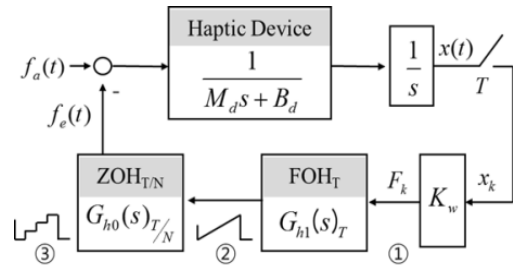 Haptic Device
f_a(t)
-
1
M_d s + B_d
1
s
x(t)
T
f_e(t)
ZOH_T/N
G_h0(s)_T/N
FOH_T
G_h1(s)_T
F_k
K_w
x_k
③
②
①